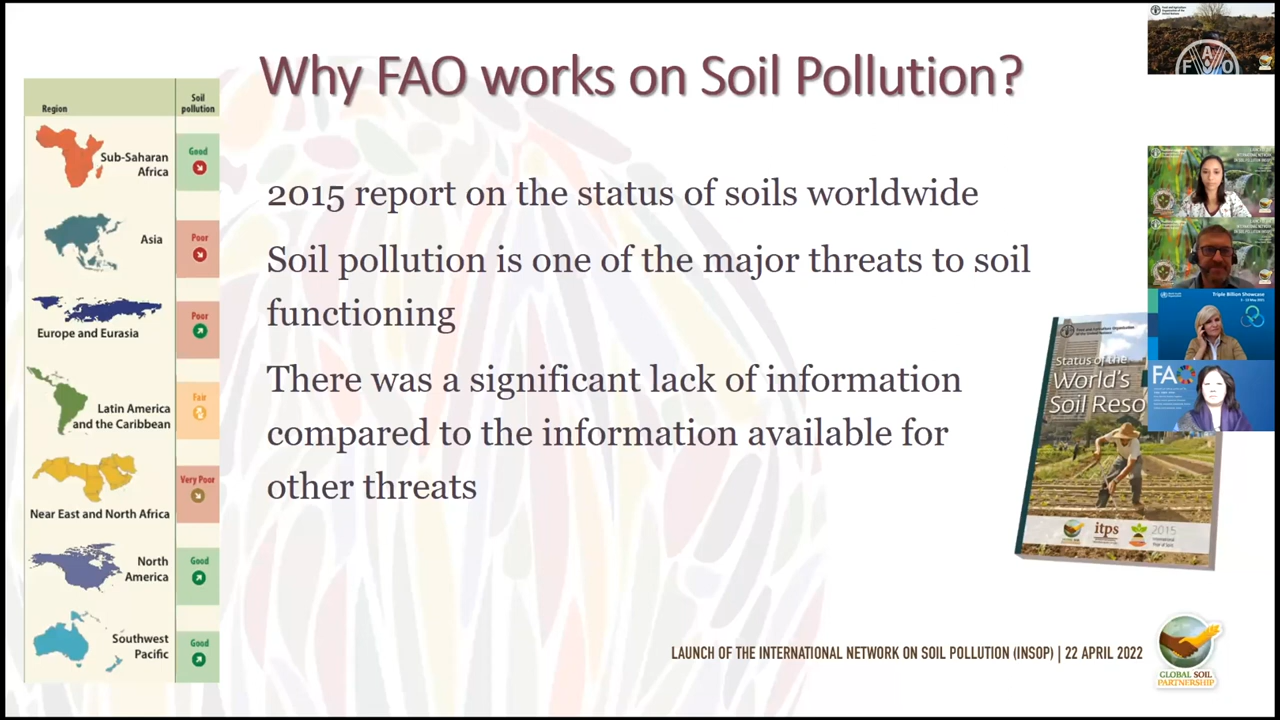 Why FAO works on Soil Pollution?
Region
Soil
pollution
Sub-Saharan
Africa
Good
Asia
Poor
Europe and Eurasia
Poor
Latin America
and the Caribbean
Fair
Near East and North Africa
Very Poor
North
America
Good
Southwest
Pacific
Good
2015 report on the status of soils worldwide
Soil pollution is one of the major threats to soil
functioning
There was a significant lack of information
compared to the information available for
other threats
Status of the
World's
Soil Reso
itps
2015
FAO
Triple Billion Showcase
FAO
LAUNCH OF THE INTERNATIONAL NETWORK ON SOIL POLLUTION (INSOP) | 22 APRIL 2022
GLOBAL SOIL
PARTNERSHIP